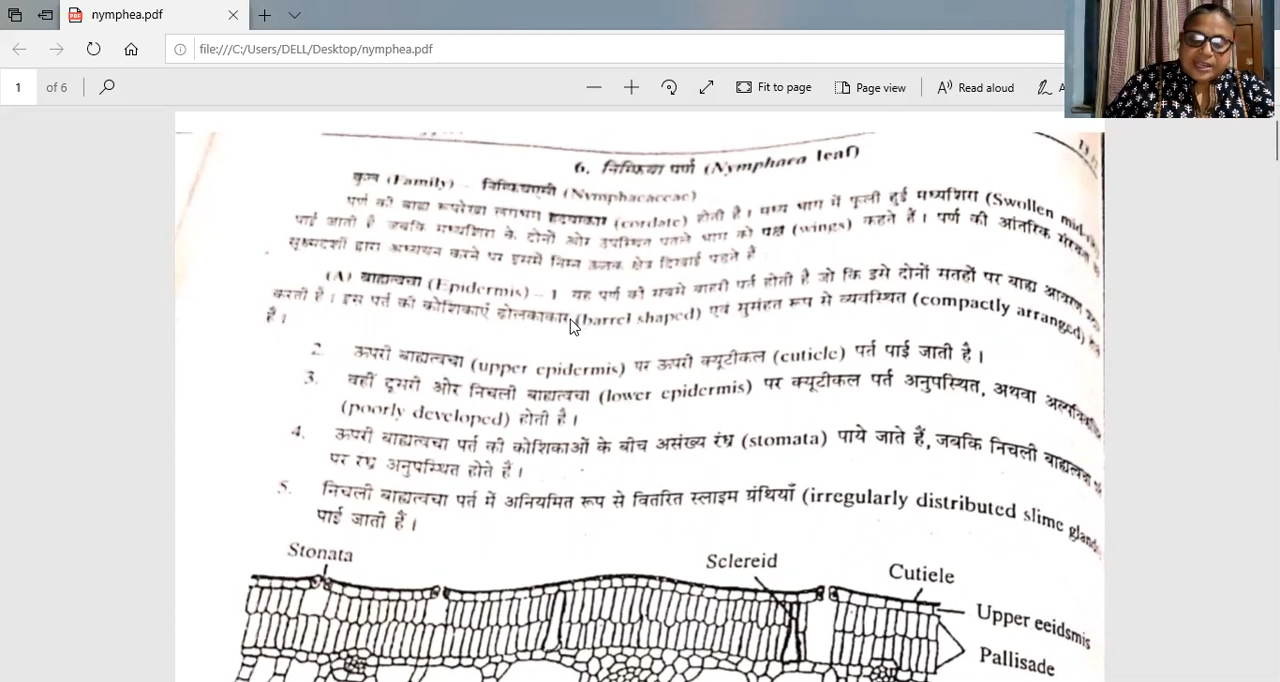 nymphea.pdf
file:///C:/Users/DELL/Desktop/nymphea.pdf
1 of 6 Fit to page Page view Read aloud
6. निम्फिया पर्ण (Nymphaea leaf)
कुल (Family) – निम्फिएसी (Nymphaceaceae)
पर्ण की बाह्य रूपरेखा लगभग हृदयाकार (cordate) होती है। मध्य भाग में फूली हुई मध्यशिरा (Swollen mid-
पाई जाती है जबकि मध्यशिरा के दोनों ओर उपस्थित पतले भाग को पक्ष (wings) कहते हैं। पर्ण की आंतरिक संरचना
सूक्ष्मदर्शी द्वारा अध्ययन करने पर इसमें निम्न ऊतक क्षेत्र दिखाई पड़ते हैं
(A) बाह्यत्वचा (Epidermis) – 1 यह पर्ण की सबसे बाहरी पर्त होती है जो कि इसे दोनों सतहों पर बाह्य आवरण
करती है। इस पर्त की कोशिकाएं ढोलकाकार (barrel shaped) एवं सुसंहत रूप से व्यवस्थित (compactly arranged)
हैं।
2. ऊपरी बाह्यत्वचा (upper epidermis) पर ऊपरी क्यूटीकल (cuticle) पर्त पाई जाती है।
3. वहीं दूसरी ओर निचली बाह्यत्वचा (lower epidermis) पर क्यूटीकल पर्त अनुपस्थित, अथवा अल्पविकसित
(poorly developed) होती है।
4. ऊपरी बाह्यत्वचा पर्त की कोशिकाओं के बीच असंख्य रंध्र (stomata) पाये जाते हैं, जबकि निचली बाह्यत्वचा
पर रंध्र अनुपस्थित होते हैं।
5. निचली बाह्यत्वचा पर्त में अनियमित रूप से वितरित स्लाइम ग्रंथियाँ (irregularly distributed slime gland
पाई जाती हैं।
Stonata
Sclereid
Cutiele
Upper eeidsmis
Pallisade